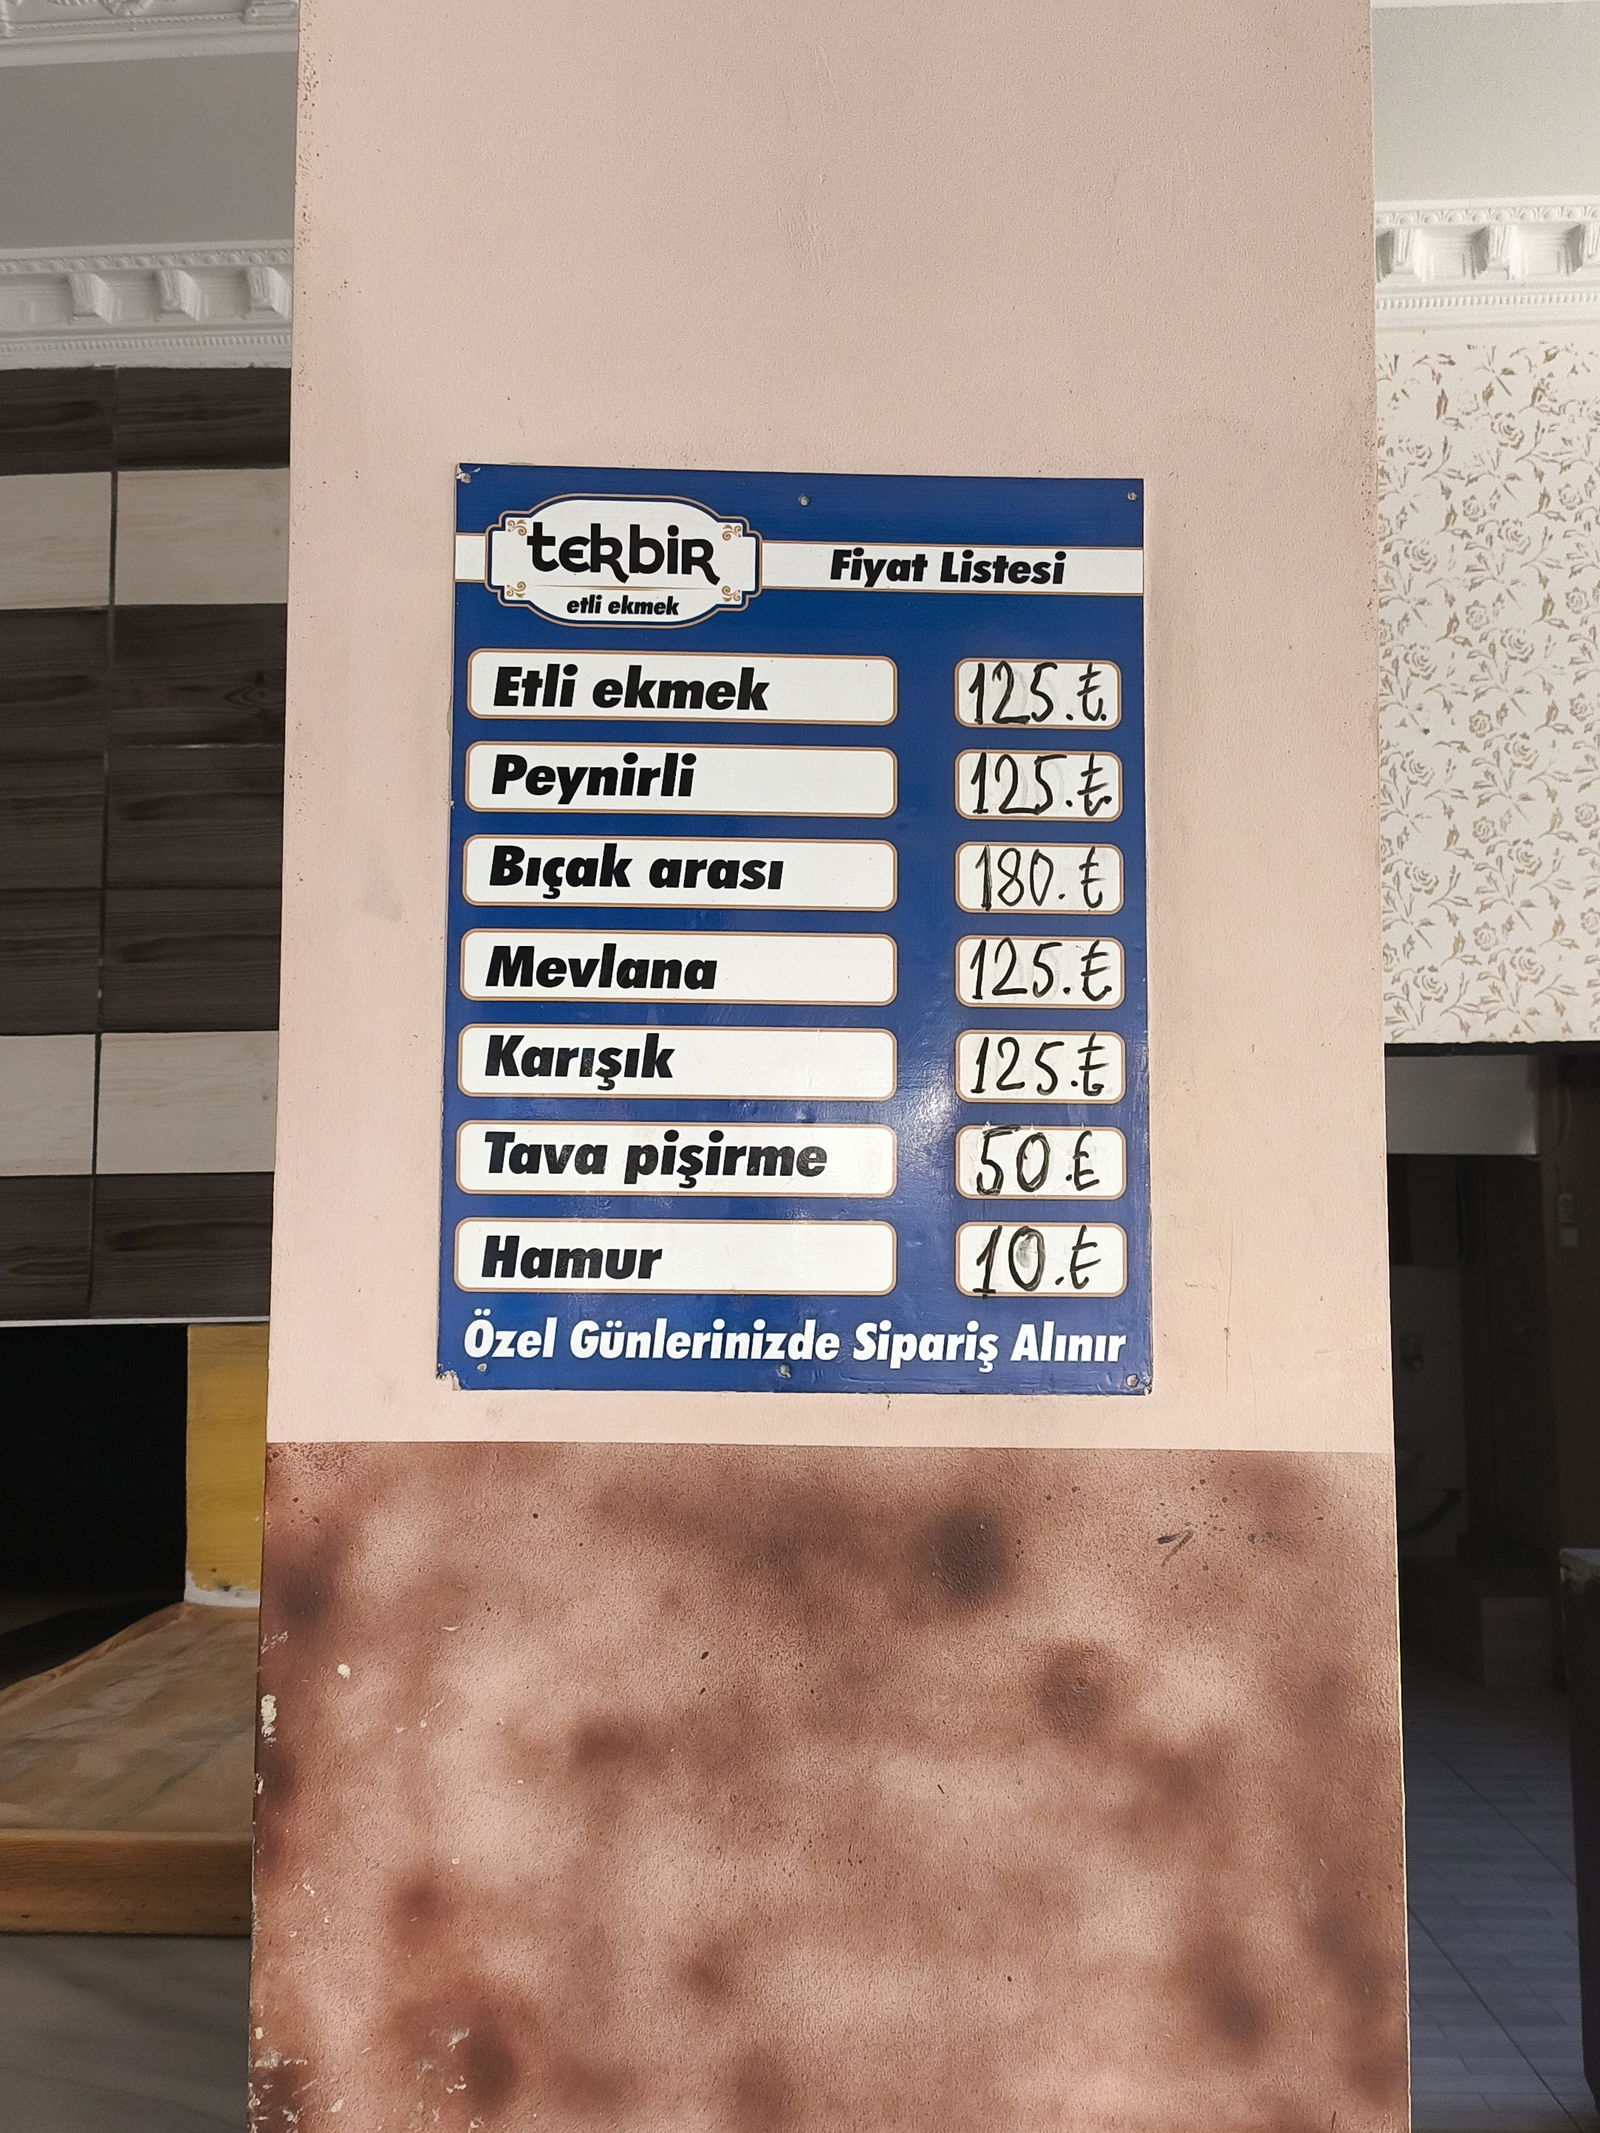 tekbir
etli ekmek
Fiyat Listesi
Etli ekmek 125.₺
Peynirli 125.₺
Bıçak arası 180.₺
Mevlana 125.₺
Karışık 125.₺
Tava pişirme 50.₺
Hamur 10.₺
Özel Günlerinizde Sipariş Alınır